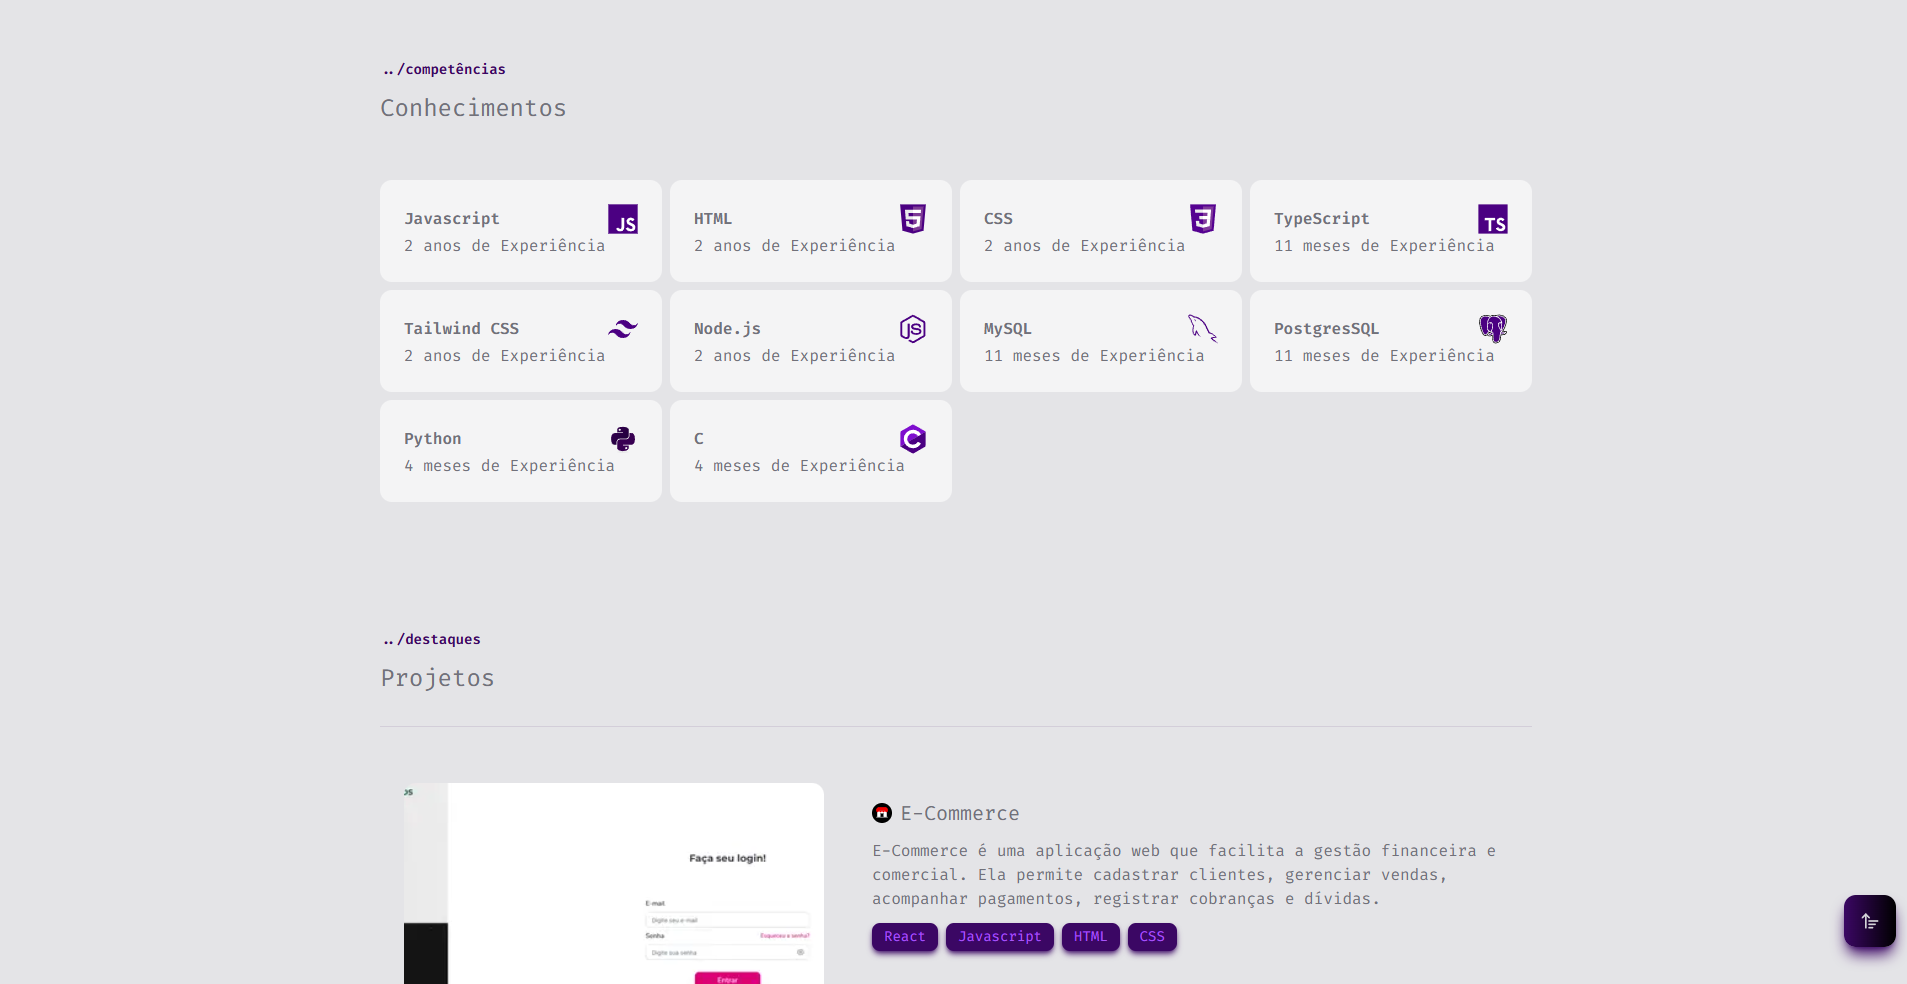 ../competências
Conhecimentos
Javascript
JS
2 anos de Experiência
HTML
5
2 anos de Experiência
CSS
3
2 anos de Experiência
TypeScript
TS
11 meses de Experiência
Tailwind CSS
2 anos de Experiência
Node.js
JS
2 anos de Experiência
MySQL
11 meses de Experiência
PostgresSQL
11 meses de Experiência
Python
4 meses de Experiência
C
C
4 meses de Experiência
../destaques
Projetos
os
Faça seu login!
E-mail
Digite seu e-mail
Senha
Esqueceu a senha?
Digite sua senha
Entrar
E-Commerce
E-Commerce é uma aplicação web que facilita a gestão financeira e
comercial. Ela permite cadastrar clientes, gerenciar vendas,
acompanhar pagamentos, registrar cobranças e dívidas.
React
Javascript
HTML
CSS